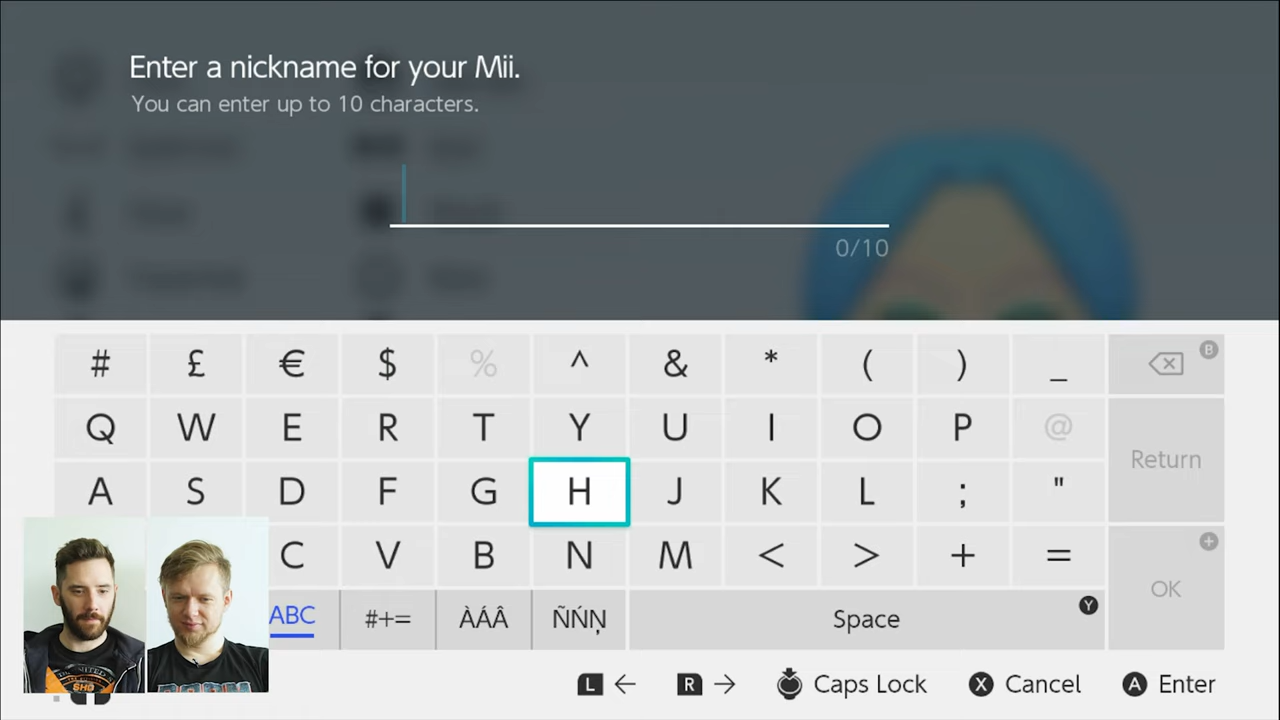 Enter a nickname for your Mii.
You can enter up to 10 characters.
0/10
# £ € $ % ^ & * ( ) _ B
Q W E R T Y U I O P @ Return
A S D F G H J K L ; "
C V B N M < > + = +
ABC #+= ÀÁÂ ÑŃŅ Space Y OK
L ← R → Caps Lock X Cancel A Enter
SHO